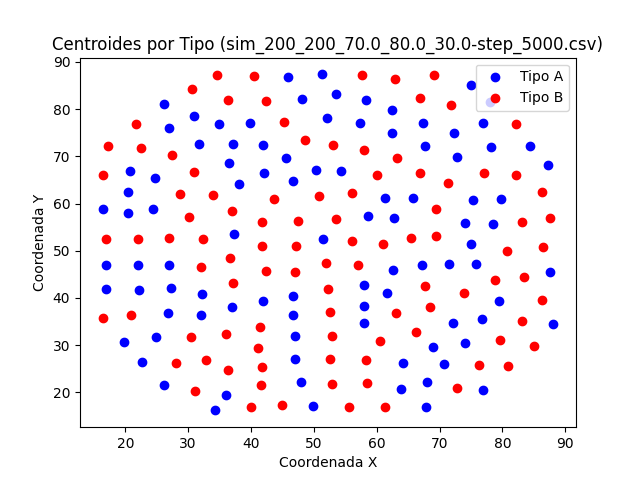 Centroides por Tipo (sim_200_200_70.0_80.0_30.0-step_5000.csv)
Tipo A
Tipo B
90
80
70
60
50
40
30
20
Coordenada Y
20 30 40 50 60 70 80 90
Coordenada X